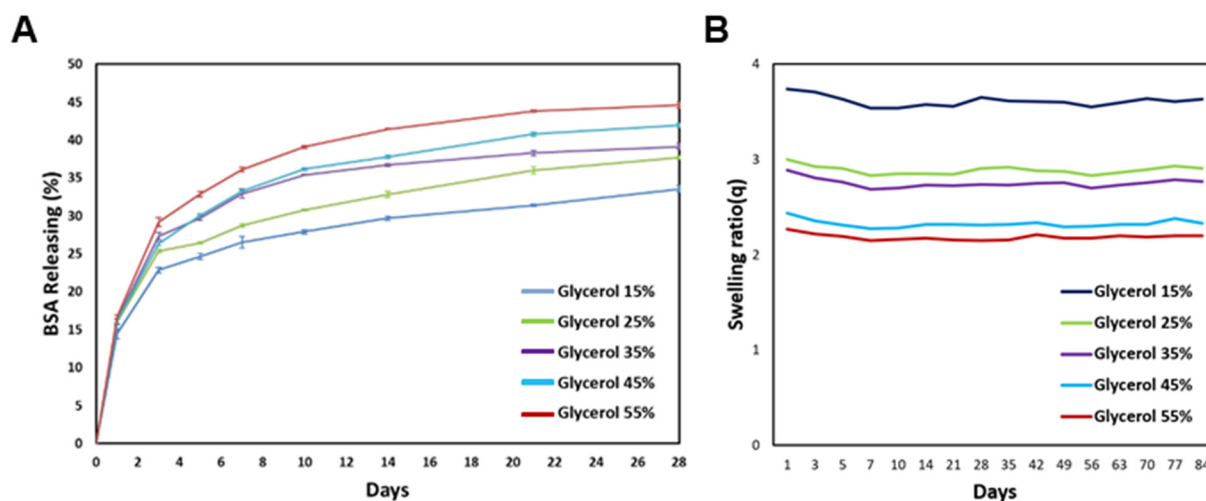 A
BSA Releasing (%)
50
45
40
35
30
25
20
15
10
5
0
0 2 4 6 8 10 12 14 16 18 20 22 24 26 28
Days
Glycerol 15%
Glycerol 25%
Glycerol 35%
Glycerol 45%
Glycerol 55%
B
Swelling ratio(q)
4
3
2
1
0
1 3 5 7 10 14 21 28 35 42 49 56 63 70 77 84
Days
Glycerol 15%
Glycerol 25%
Glycerol 35%
Glycerol 45%
Glycerol 55%